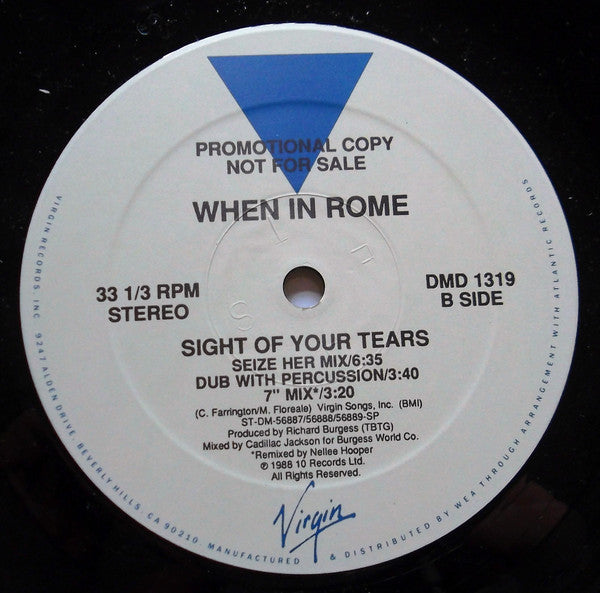 PROMOTIONAL COPY
NOT FOR SALE
WHEN IN ROME
33 1/3 RPM
STEREO
DMD 1319
B SIDE
SIGHT OF YOUR TEARS
SEIZE HER MIX/6:35
DUB WITH PERCUSSION/3:40
7" MIX*/3:20
(C. Farrington/M. Floreale) Virgin Songs, Inc. (BMI)
ST-DM-56887/56888/56889-SP
Produced by Richard Burgess (TBTG)
Mixed by Cadillac Jackson for Burgess World Co.
*Remixed by Nellee Hooper
℗ 1988 10 Records Ltd.
All Rights Reserved.
Virgin
VIRGIN RECORDS, INC. 9247 ALDEN DRIVE, BEVERLY HILLS, CA 90210 MANUFACTURED & DISTRIBUTED BY WEA THROUGH ARRANGEMENT WITH ATLANTIC RECORDS